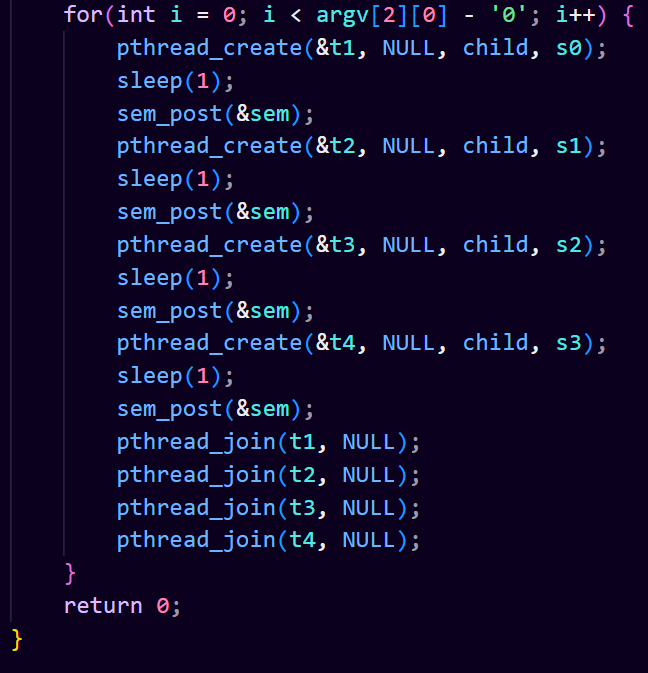 for(int i = 0; i < argv[2][0] - '0'; i++) {
pthread_create(&t1, NULL, child, s0);
sleep(1);
sem_post(&sem);
pthread_create(&t2, NULL, child, s1);
sleep(1);
sem_post(&sem);
pthread_create(&t3, NULL, child, s2);
sleep(1);
sem_post(&sem);
pthread_create(&t4, NULL, child, s3);
sleep(1);
sem_post(&sem);
pthread_join(t1, NULL);
pthread_join(t2, NULL);
pthread_join(t3, NULL);
pthread_join(t4, NULL);
}
return 0;
}